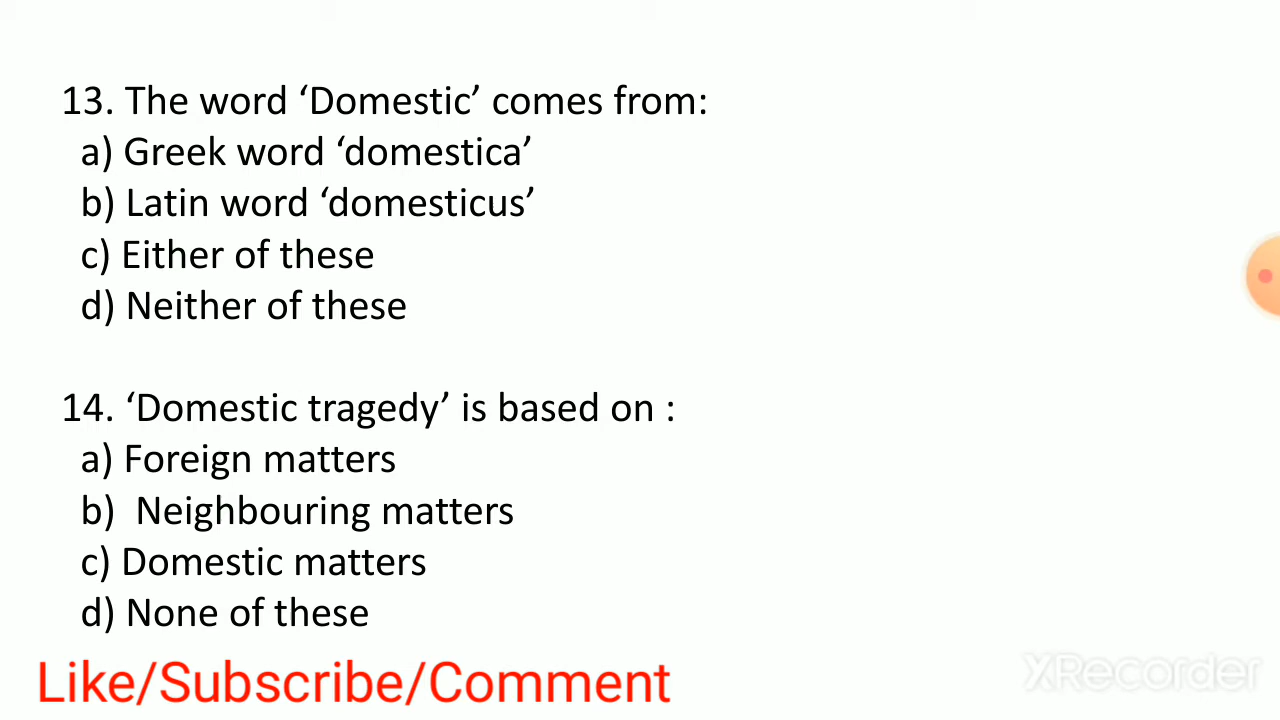 13. The word ‘Domestic’ comes from:
a) Greek word ‘domestica’
b) Latin word ‘domesticus’
c) Either of these
d) Neither of these
14. ‘Domestic tragedy’ is based on :
a) Foreign matters
b) Neighbouring matters
c) Domestic matters
d) None of these
Like/Subscribe/Comment
XRecorder